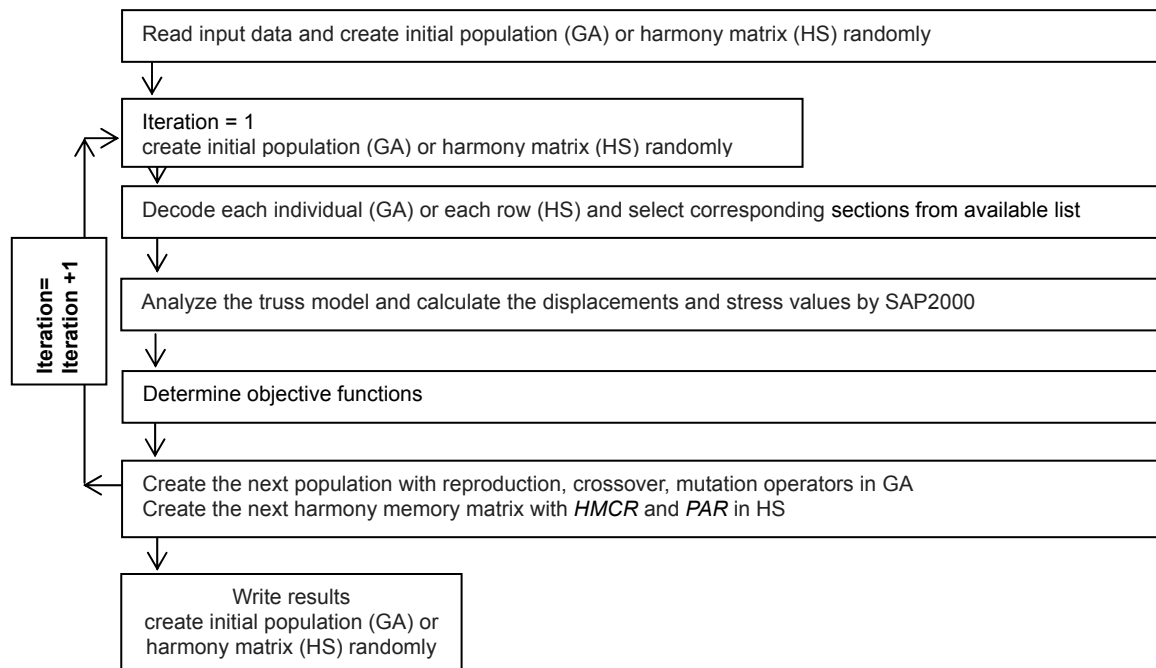 Read input data and create initial population (GA) or harmony matrix (HS) randomly
Iteration = 1
create initial population (GA) or harmony matrix (HS) randomly
Decode each individual (GA) or each row (HS) and select corresponding sections from available list
Iteration=
Iteration +1
Analyze the truss model and calculate the displacements and stress values by SAP2000
Determine objective functions
Create the next population with reproduction, crossover, mutation operators in GA
Create the next harmony memory matrix with HMCR and PAR in HS
Write results
create initial population (GA) or
harmony matrix (HS) randomly